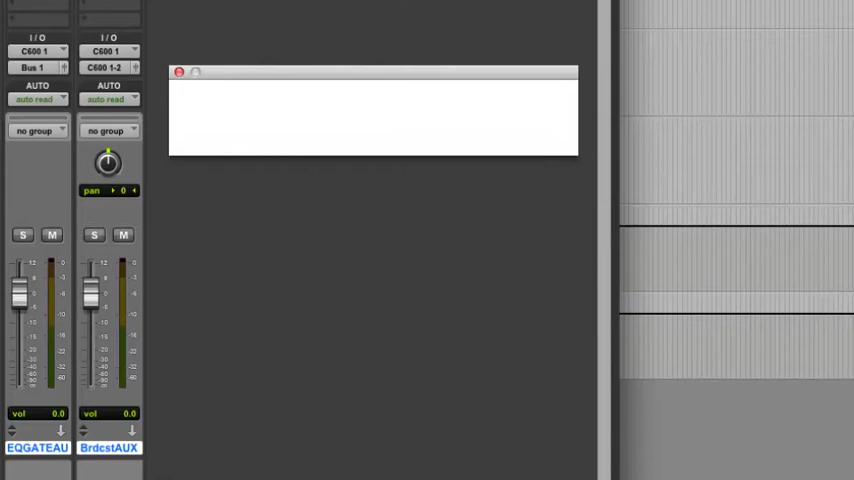 I / O
I / O
C600 1
C600 1
Bus 1
C600 1-2
AUTO
AUTO
auto read
auto read
no group
no group
pan 0
S M
S M
12
12
0
6
6
-3
-3
0
0
-6
-6
-5
-5
-10
-10
-10
-10
-15
-15
-16
-16
-20
-20
-22
-22
-30
-30
-32
-32
-40
-40
-60
-60
-60
-60
-90
-90
∞
∞
vol 0.0
vol 0.0
EQGATEAU
BrdcstAUX